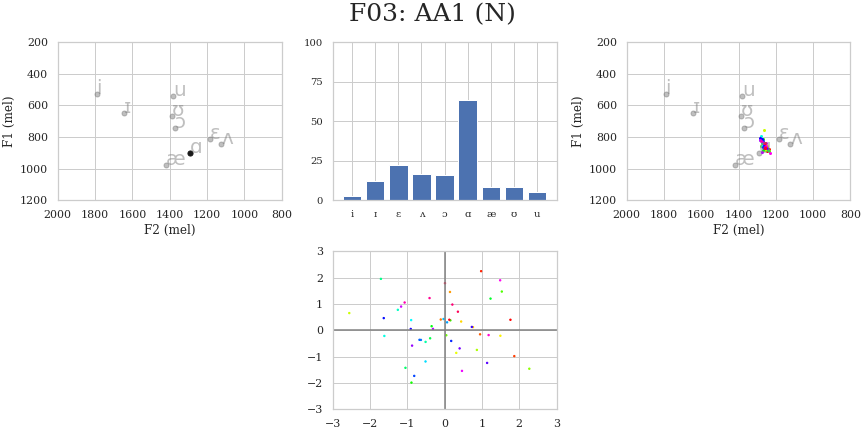 F03: AA1 (N)
200
400
600
800
1000
1200
F1 (mel)
2000 1800 1600 1400 1200 1000 800
F2 (mel)
i
ɪ
u
ʊ
ɔ
ɛ
ʌ
ɑ
æ
100
75
50
25
0
i ɪ ɛ ʌ ɔ ɑ æ ʊ u
200
400
600
800
1000
1200
F1 (mel)
2000 1800 1600 1400 1200 1000 800
F2 (mel)
i
ɪ
u
ʊ
ɔ
ɛ
ʌ
æ
3
2
1
0
−1
−2
−3
−3 −2 −1 0 1 2 3